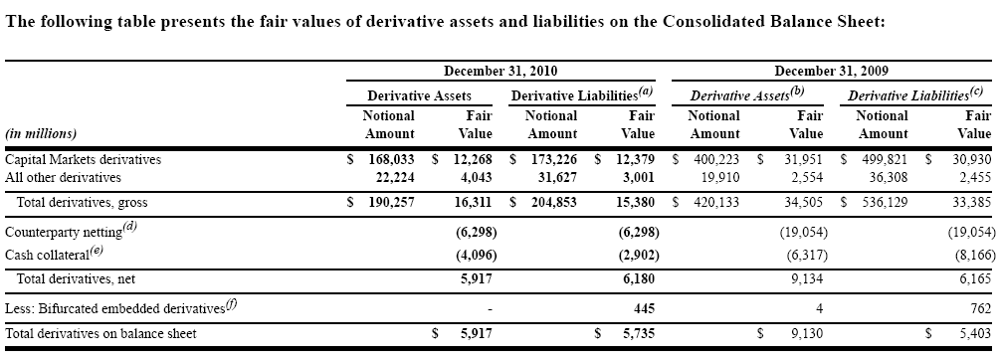 The following table presents the fair values of derivative assets and liabilities on the Consolidated Balance Sheet:
December 31, 2010 December 31, 2009
Derivative Assets Derivative Liabilities(a) Derivative Assets(b) Derivative Liabilities(c)
Notional Fair Notional Fair Notional Fair Notional Fair
(in millions) Amount Value Amount Value Amount Value Amount Value
Capital Markets derivatives $ 168,033 $ 12,268 $ 173,226 $ 12,379 $ 400,223 $ 31,951 $ 499,821 $ 30,930
All other derivatives 22,224 4,043 31,627 3,001 19,910 2,554 36,308 2,455
Total derivatives, gross $ 190,257 16,311 $ 204,853 15,380 $ 420,133 34,505 $ 536,129 33,385
Counterparty netting(d) (6,298) (6,298) (19,054) (19,054)
Cash collateral(e) (4,096) (2,902) (6,317) (8,166)
Total derivatives, net 5,917 6,180 9,134 6,165
Less: Bifurcated embedded derivatives(f) - 445 4 762
Total derivatives on balance sheet $ 5,917 $ 5,735 $ 9,130 $ 5,403